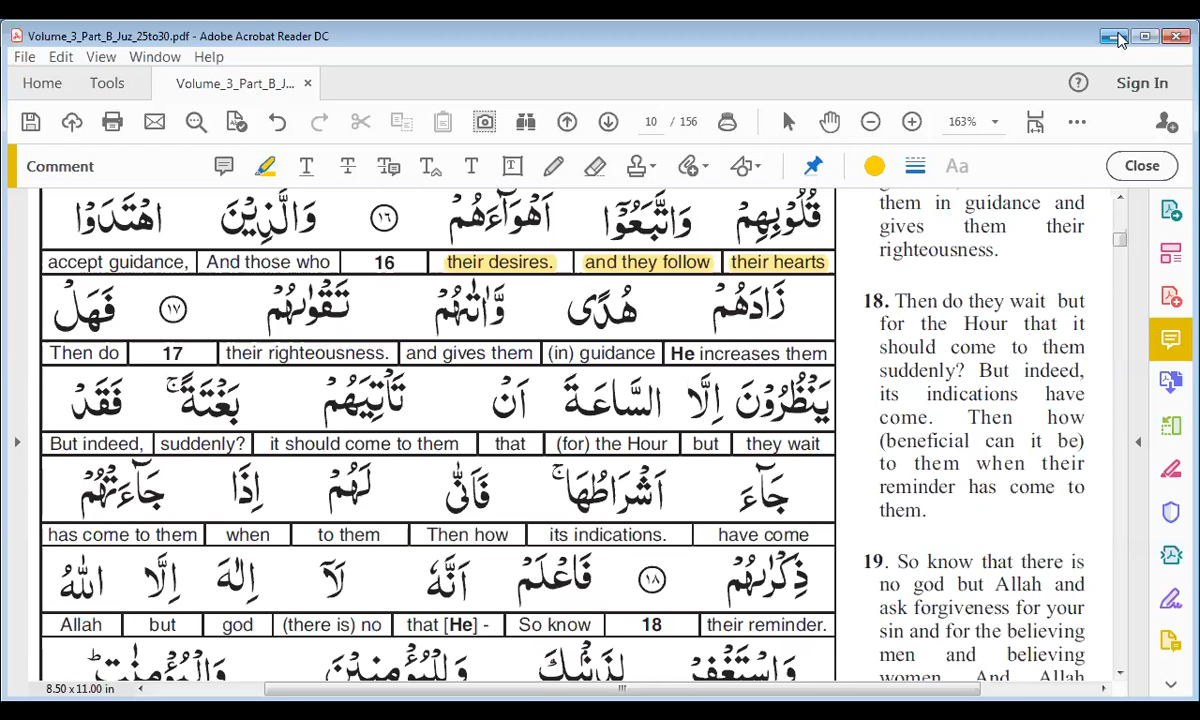 Volume_3_Part_B_Juz_25to30.pdf - Adobe Acrobat Reader DC
File Edit View Window Help
Home Tools Volume_3_Part_B_J... × Sign In
10 / 156 163%
Comment Aa Close
قُلُوۡبِهِمۡ وَاتَّبَعُوۡۤا اَهۡوَآءَهُمۡ ١٦ وَالَّذِيۡنَ اهۡتَدَوۡا
their hearts and they follow their desires. 16 And those who accept guidance,
زَادَهُمۡ هُدًى وَّاٰتٰٮهُمۡ تَقۡوٰٮهُمۡ ١٧ فَهَلۡ
He increases them (in) guidance and gives them their righteousness. 17 Then do
يَنۡظُرُوۡنَ اِلَّا السَّاعَةَ اَنۡ تَاۡتِيَهُمۡ بَغۡتَةً ۚ فَقَدۡ
they wait but (for) the Hour that it should come to them suddenly? But indeed,
جَآءَ اَشۡرَاطُهَا ۚ فَاَنّٰى لَهُمۡ اِذَا جَآءَتۡهُمۡ
have come its indications. Then how to them when has come to them
ذِكۡرٰٮهُمۡ ١٨ فَاعۡلَمۡ اَنَّهٗ لَاۤ اِلٰهَ اِلَّا اللّٰهُ
their reminder. 18 So know that [He] - (there is) no god but Allah
وَاسۡتَغۡفِرۡ لِذَنۡۢبِكَ وَلِلۡمُؤۡمِنِيۡنَ وَالۡمُؤۡمِنٰتِ ؕ
them in guidance and
gives them their
righteousness.
18. Then do they wait but
for the Hour that it
should come to them
suddenly? But indeed,
its indications have
come. Then how
(beneficial can it be)
to them when their
reminder has come to
them.
19. So know that there is
no god but Allah and
ask forgiveness for your
sin and for the believing
men and believing
women. And Allah
8.50 x 11.00 in